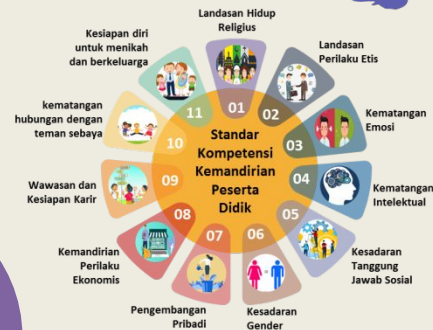 Standar
Kompetensi
Kemandirian
Peserta
Didik
01
Landasan Hidup
Religius
02
Landasan
Perilaku Etis
03
Kematangan
Emosi
04
Kematangan
Intelektual
05
Kesadaran
Tanggung
Jawab Sosial
06
Kesadaran
Gender
07
Pengembangan
Pribadi
08
Kemandirian
Perilaku
Ekonomis
09
Wawasan dan
Kesiapan Karir
10
kematangan
hubungan dengan
teman sebaya
11
Kesiapan diri
untuk menikah
dan berkeluarga